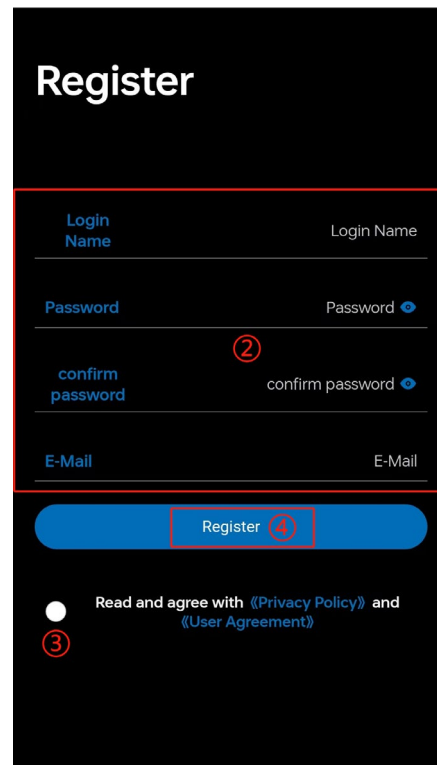 Register
Login
Name
Login Name
Password
Password
②
confirm
password
confirm password
E-Mail
E-Mail
Register ④
Read and agree with 《Privacy Policy》 and
《User Agreement》
③